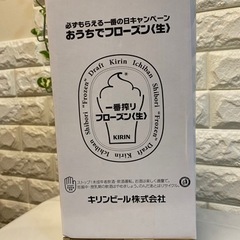 必ずもらえる一番の日キャンペーン
おうちでフローズン〈生〉
"Frozen" Draft Kirin Ichiban Shibori
"Frozen" Draft Kirin Ichiban Shibori
一番搾り
フローズン〈生〉
KIRIN
キリンビール株式会社